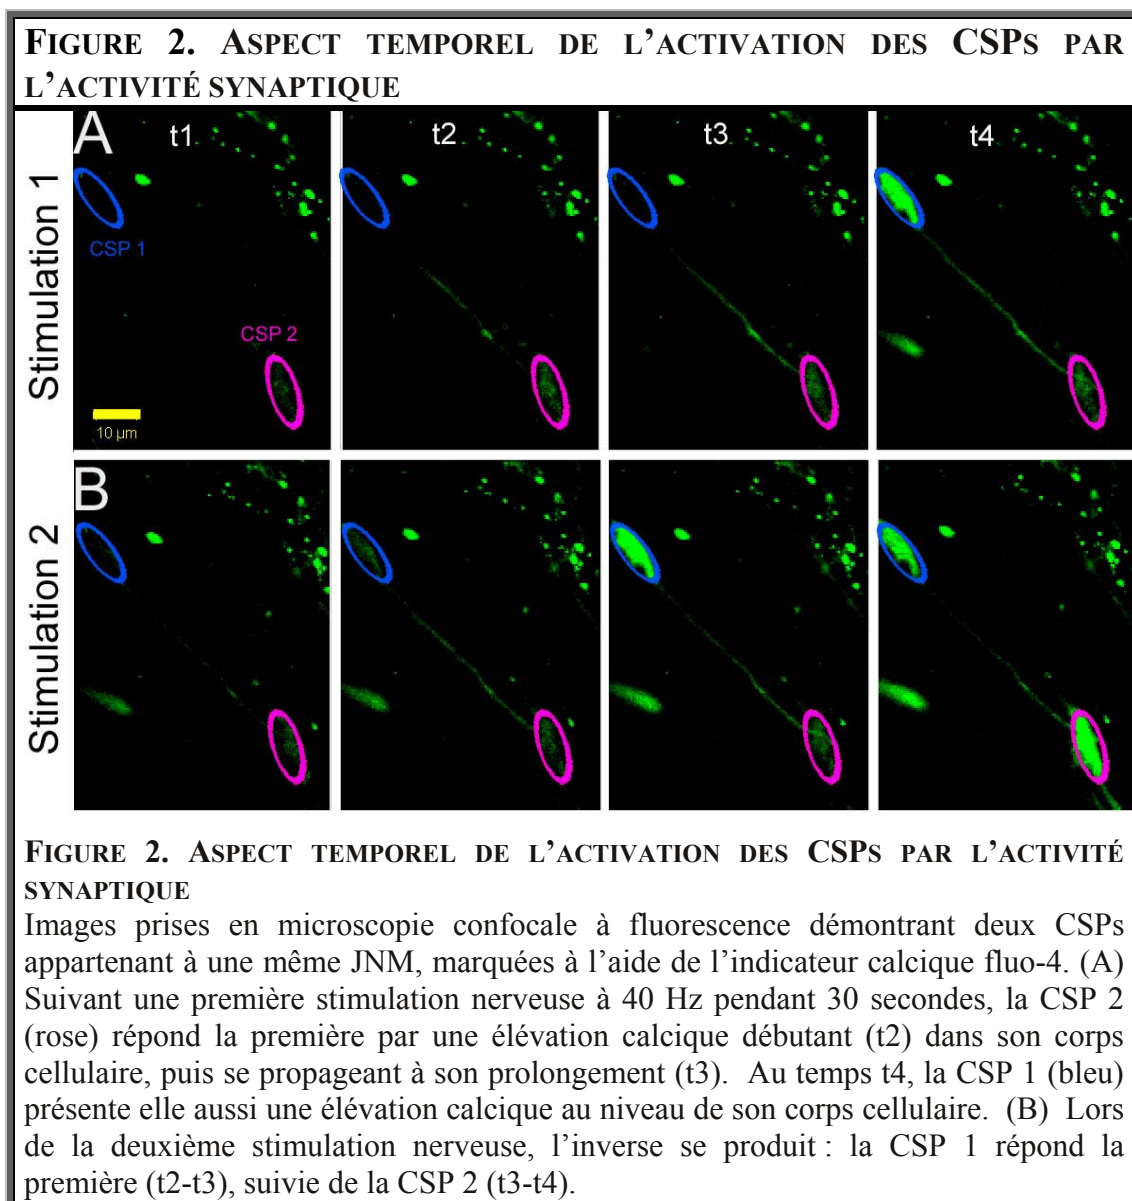 FIGURE 2. ASPECT TEMPOREL DE L’ACTIVATION DES CSPS PAR
L’ACTIVITÉ SYNAPTIQUE
A
t1
t2
t3
t4
Stimulation 1
CSP 1
CSP 2
10 µm
B
Stimulation 2
FIGURE 2. ASPECT TEMPOREL DE L’ACTIVATION DES CSPS PAR L’ACTIVITÉ
SYNAPTIQUE
Images prises en microscopie confocale à fluorescence démontrant deux CSPs
appartenant à une même JNM, marquées à l’aide de l’indicateur calcique fluo-4. (A)
Suivant une première stimulation nerveuse à 40 Hz pendant 30 secondes, la CSP 2
(rose) répond la première par une élévation calcique débutant (t2) dans son corps
cellulaire, puis se propageant à son prolongement (t3). Au temps t4, la CSP 1 (bleu)
présente elle aussi une élévation calcique au niveau de son corps cellulaire. (B) Lors
de la deuxième stimulation nerveuse, l’inverse se produit : la CSP 1 répond la
première (t2-t3), suivie de la CSP 2 (t3-t4).